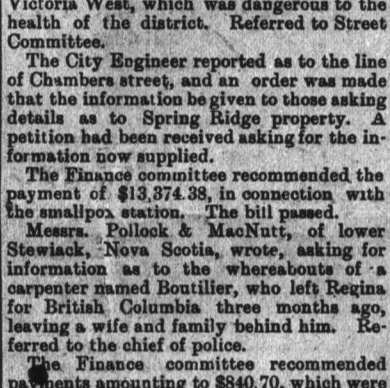 Victoria West, which was dangerous to the
health of the district. Referred to Street
Committee.
The City Engineer reported as to the line
of Chambers street, and an order was made
that the information be given to those asking
details as to Spring Ridge property. A
petition had been received asking for the in-
formation now supplied.
The Finance committee recommended the
payment of $13,374.38, in connection with
the smallpox station. The bill passed.
Messrs. Pollock & MacNutt, of lower
Stewiack, Nova Scotia, wrote, asking for
information as to the whereabouts of a
carpenter named Boutilier, who left Regina
for British Columbia three months ago,
leaving a wife and family behind him. Re-
ferred to the chief of police.
The Finance committee recommended
payments amounting to $840.70, which were